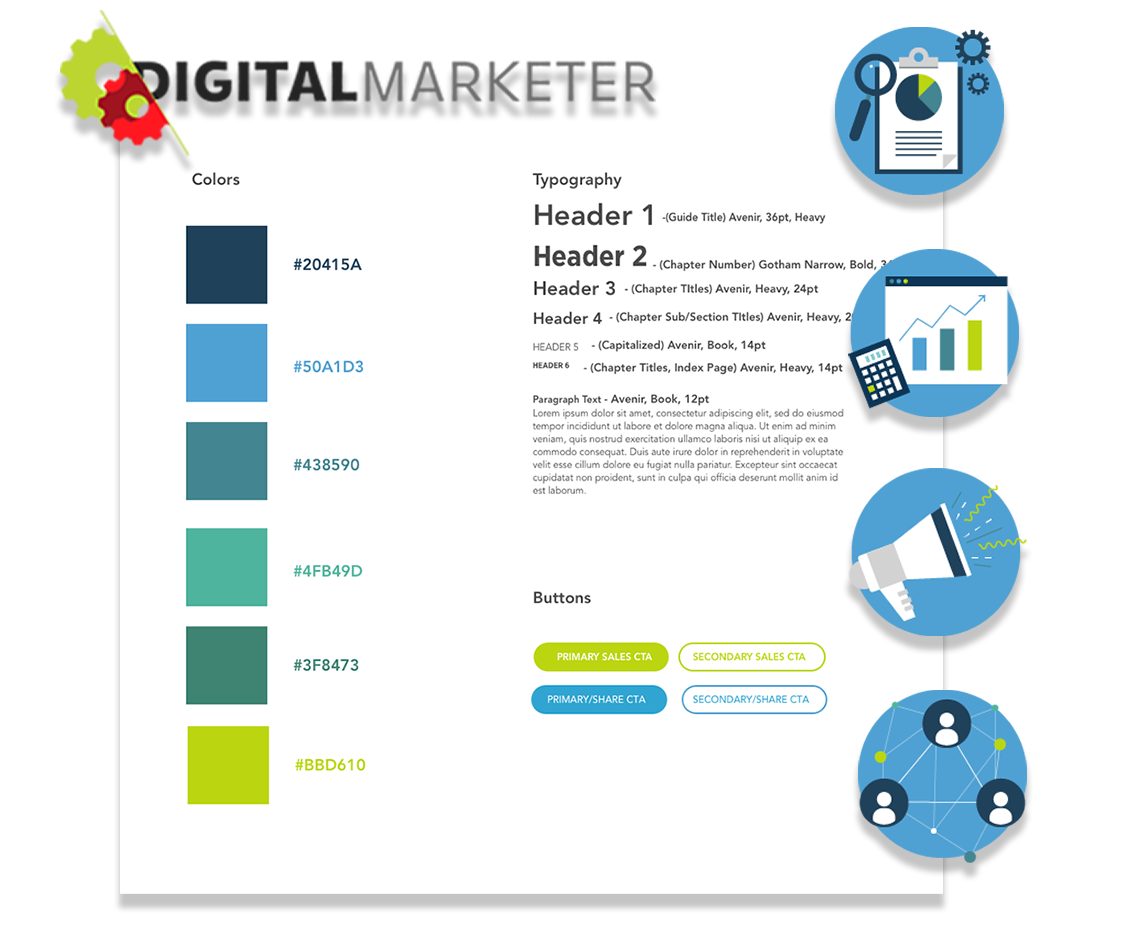 DIGITALMARKETER
Colors
#20415A
#50A1D3
#438590
#4FB49D
#3F8473
#BBD610
Typography
Header 1 -(Guide Title) Avenir, 36pt, Heavy
Header 2 - (Chapter Number) Gotham Narrow, Bold,
Header 3 - (Chapter TItles) Avenir, Heavy, 24pt
Header 4 - (Chapter Sub/Section TItles) Avenir, Heavy,
HEADER 5 - (Capitalized) Avenir, Book, 14pt
HEADER 6 - (Chapter Titles, Index Page) Avenir, Heavy, 14pt
Paragraph Text - Avenir, Book, 12pt
Lorem ipsum dolor sit amet, consectetur adipiscing elit, sed do eiusmod
tempor incididunt ut labore et dolore magna aliqua. Ut enim ad minim
veniam, quis nostrud exercitation ullamco laboris nisi ut aliquip ex ea
commodo consequat. Duis aute irure dolor in reprehenderit in voluptate
velit esse cillum dolore eu fugiat nulla pariatur. Excepteur sint occaecat
cupidatat non proident, sunt in culpa qui officia deserunt mollit anim id
est laborum.
Buttons
PRIMARY SALES CTA
SECONDARY SALES CTA
PRIMARY/SHARE CTA
SECONDARY/SHARE CTA